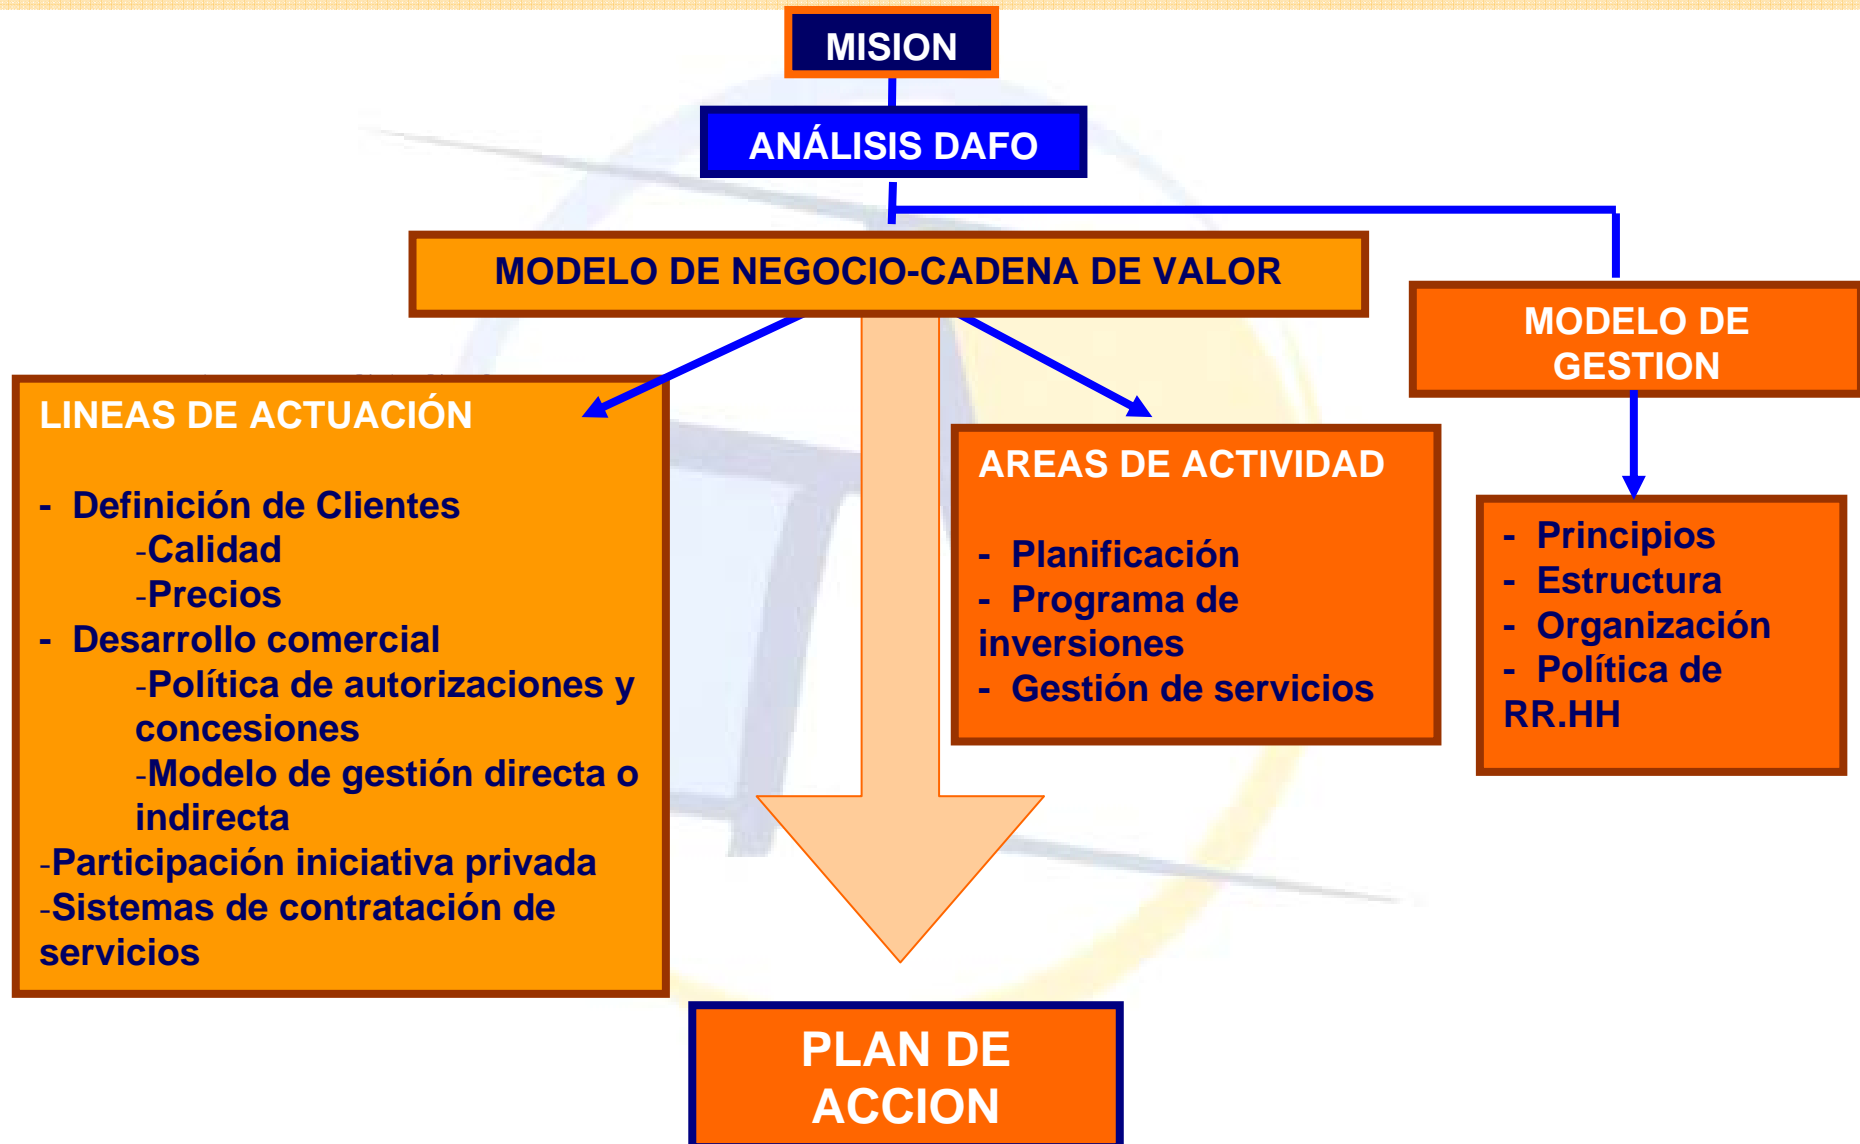 MISION
ANÁLISIS DAFO
MODELO DE NEGOCIO-CADENA DE VALOR
MODELO DE
GESTION
LINEAS DE ACTUACIÓN
- Definición de Clientes
-Calidad
-Precios
- Desarrollo comercial
-Política de autorizaciones y
concesiones
-Modelo de gestión directa o
indirecta
-Participación iniciativa privada
-Sistemas de contratación de
servicios
AREAS DE ACTIVIDAD
- Planificación
- Programa de
inversiones
- Gestión de servicios
- Principios
- Estructura
- Organización
- Política de
RR.HH
PLAN DE
ACCION